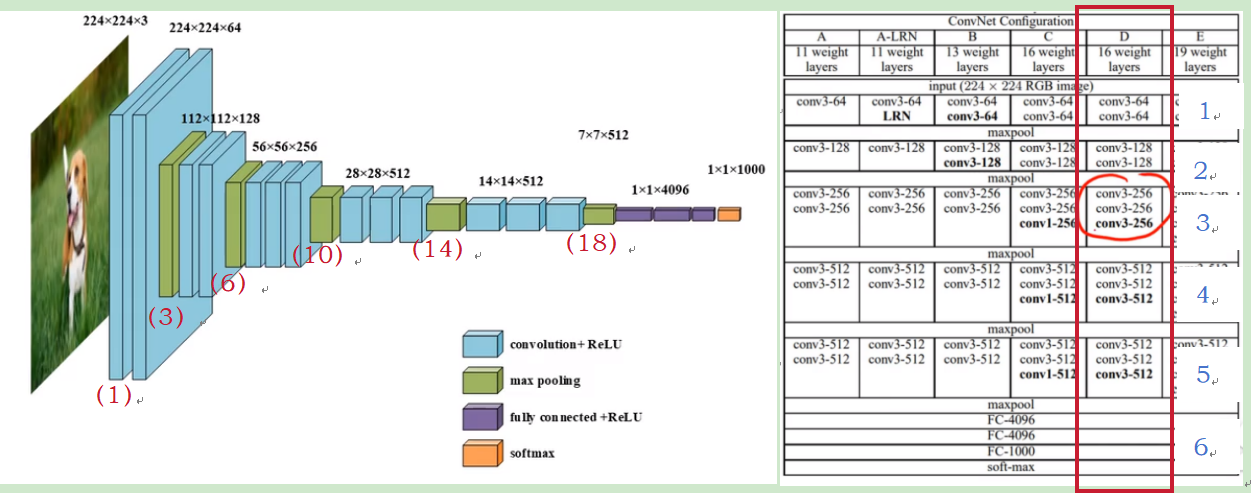 224×224×3
224×224×64
112×112×128
56×56×256
28×28×512
14×14×512
7×7×512
1×1×4096
1×1×1000
(1)
(3)
(6)
(10)
(14)
(18)
convolution+ ReLU
max pooling
fully connected +ReLU
softmax
ConvNet Configuration
A A-LRN B C D E
11 weight 11 weight 13 weight 16 weight 16 weight 19 weight
layers layers layers layers layers layers
input (224 × 224 RGB image)
conv3-64 conv3-64 conv3-64 conv3-64 conv3-64
LRN conv3-64 conv3-64 conv3-64
1
maxpool
conv3-128 conv3-128 conv3-128 conv3-128 conv3-128
conv3-128 conv3-128 conv3-128
2
maxpool
conv3-256 conv3-256 conv3-256 conv3-256 conv3-256
conv3-256 conv3-256 conv3-256 conv3-256 conv3-256
conv1-256 conv3-256
3
maxpool
conv3-512 conv3-512 conv3-512 conv3-512 conv3-512
conv3-512 conv3-512 conv3-512 conv3-512 conv3-512
conv1-512 conv3-512
4
maxpool
conv3-512 conv3-512 conv3-512 conv3-512 conv3-512 conv3-512
conv3-512 conv3-512 conv3-512 conv3-512 conv3-512
conv1-512 conv3-512
5
maxpool
FC-4096
FC-4096
FC-1000
soft-max
6